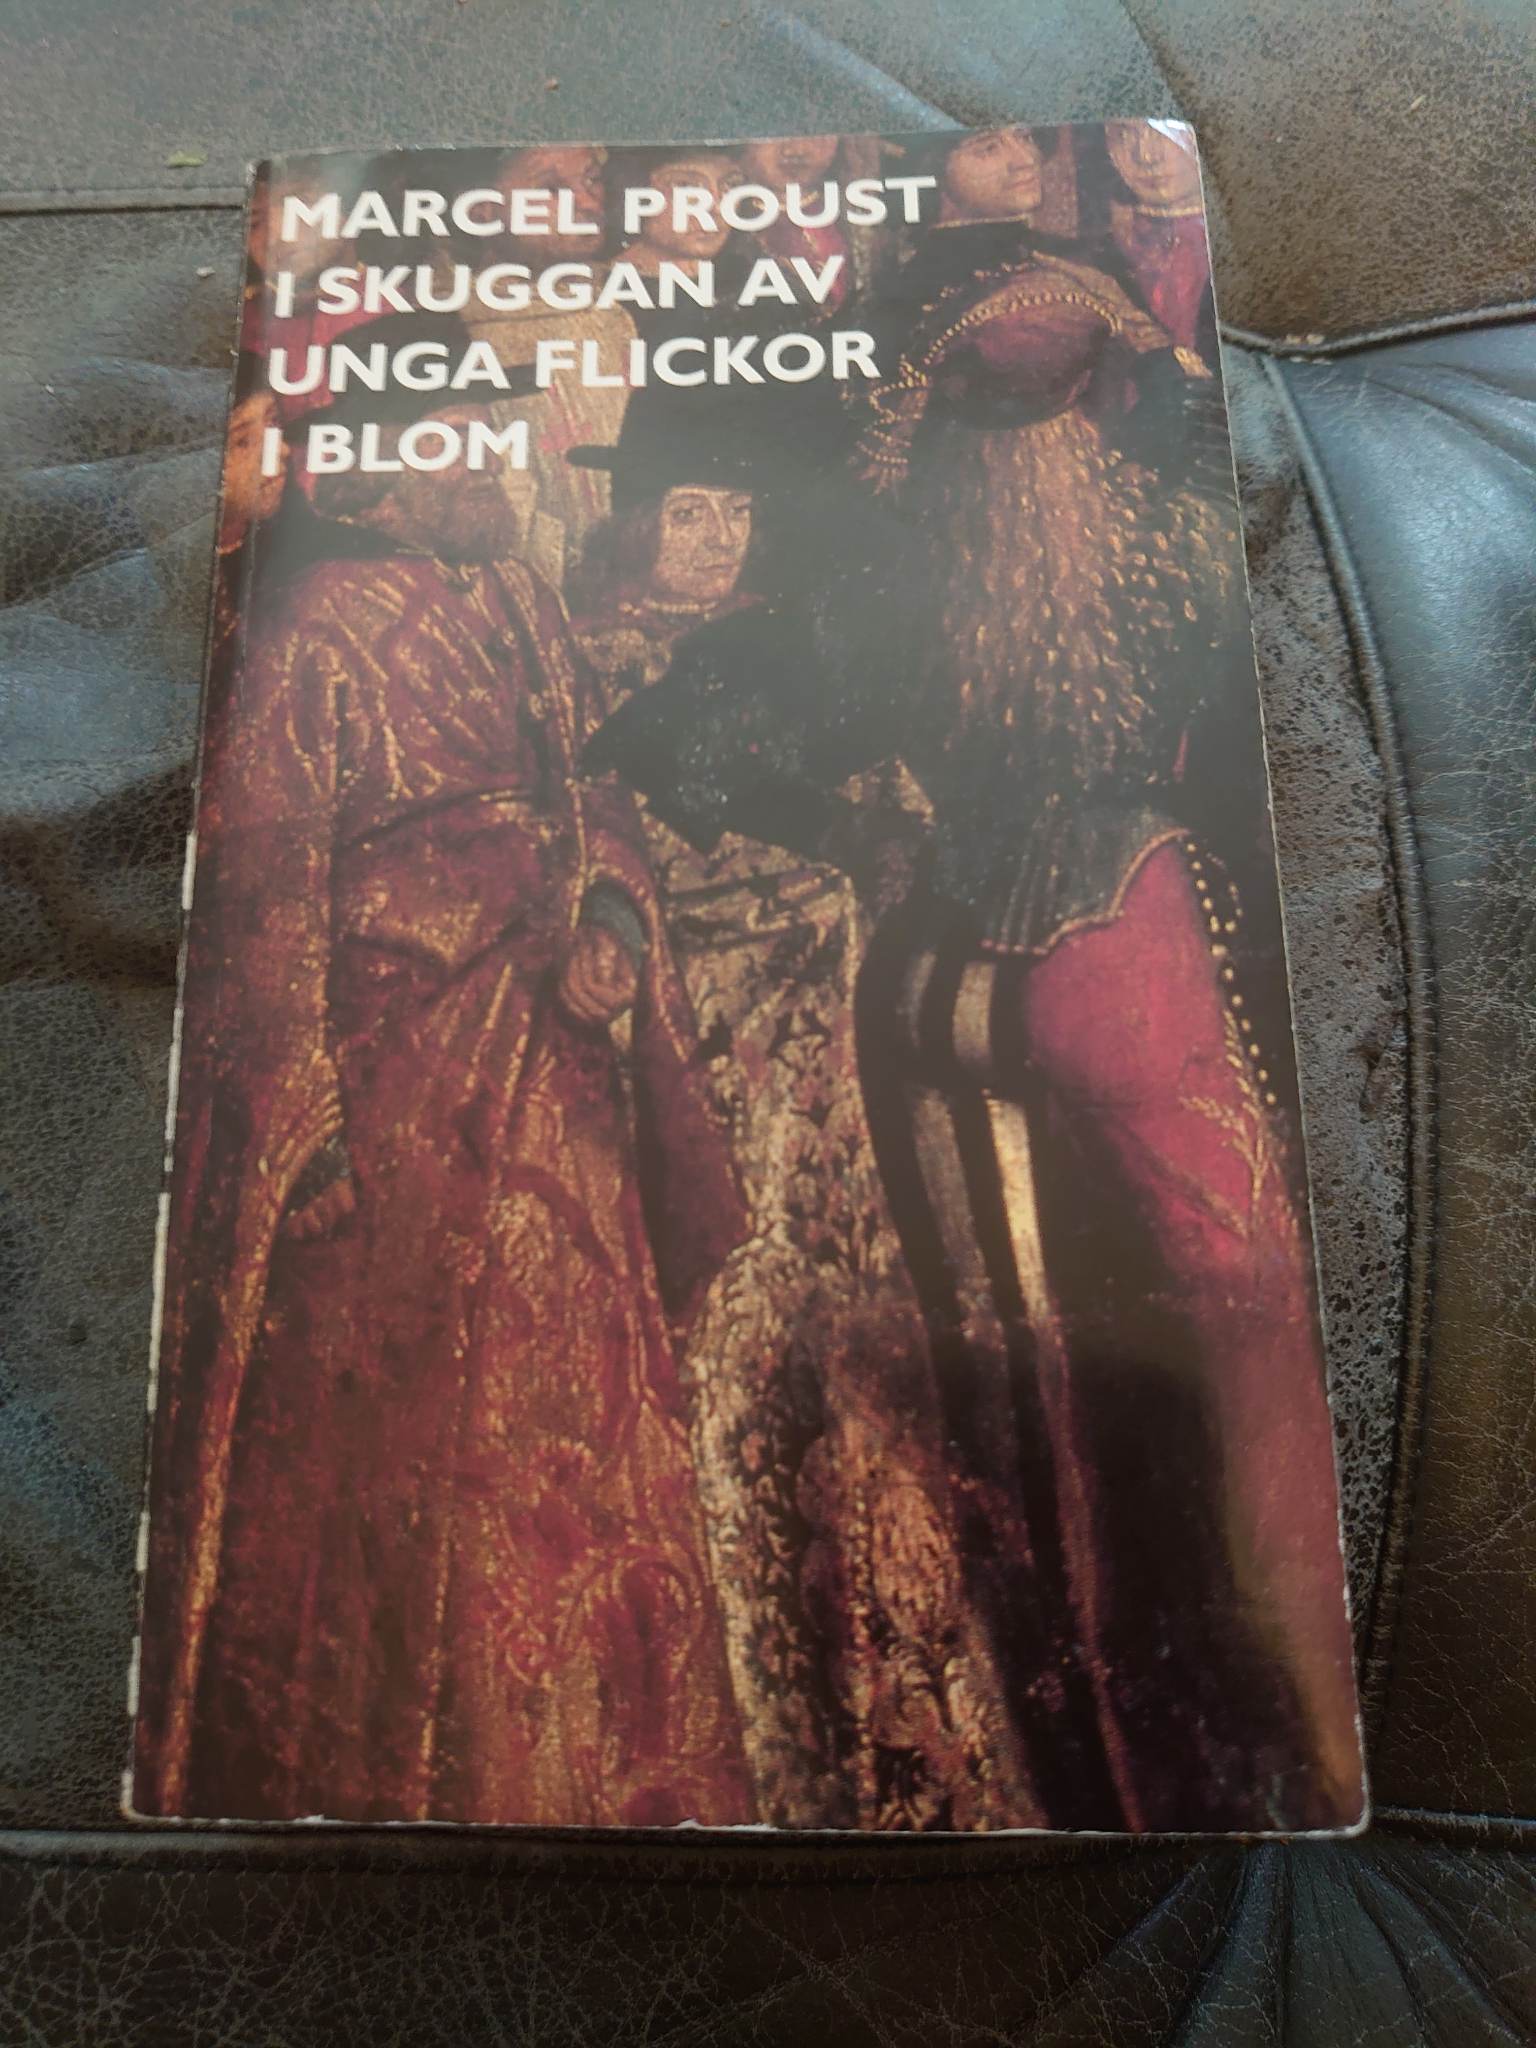 MARCEL PROUST
I SKUGGAN AV
UNGA FLICKOR
I BLOM